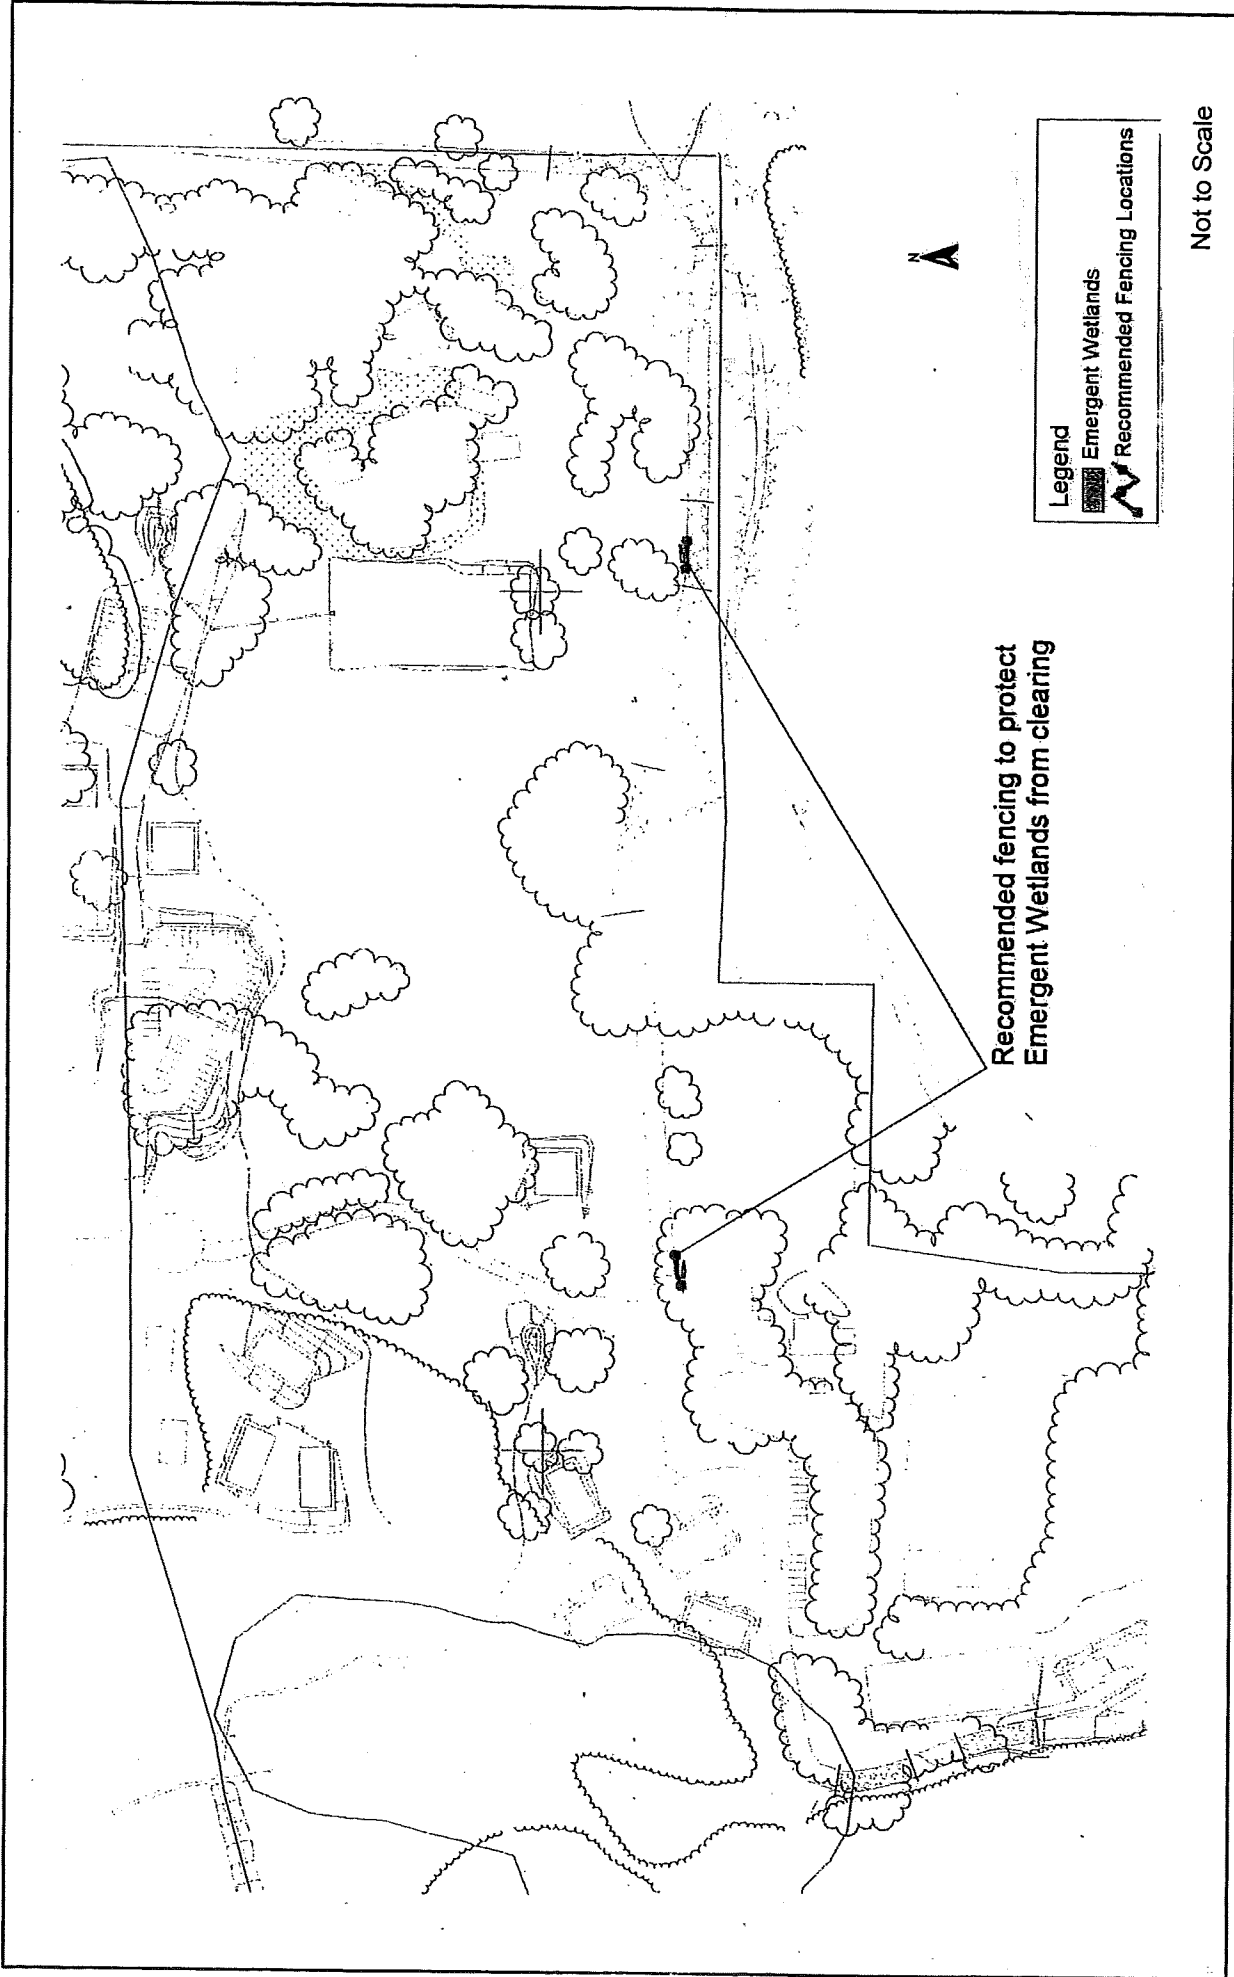 N
Recommended fencing to protect
Emergent Wetlands from clearing
Legend
Emergent Wetlands
Recommended Fencing Locations
Not to Scale